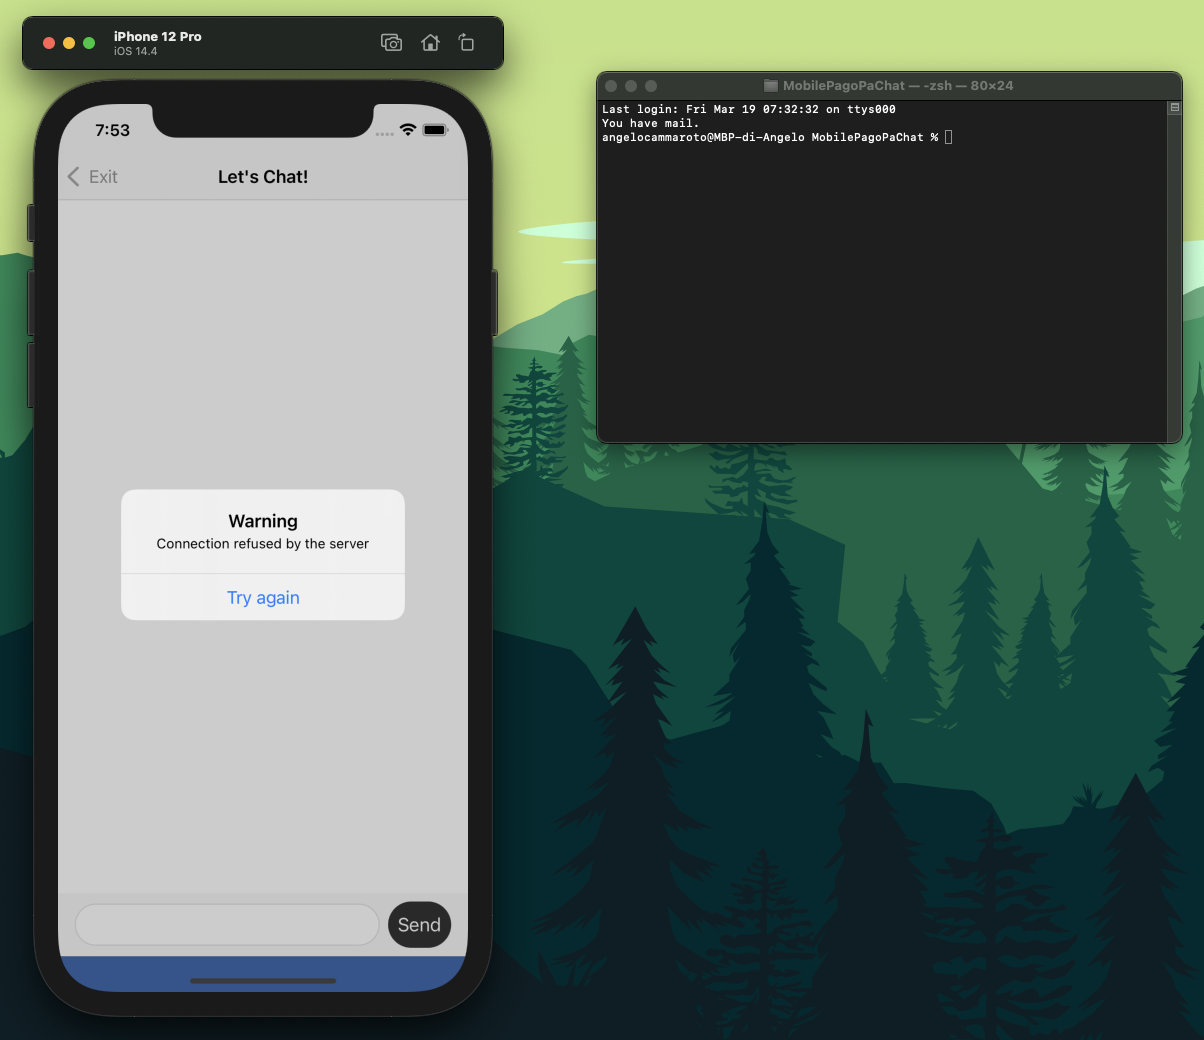 iPhone 12 Pro
iOS 14.4
7:53
Exit
Let's Chat!
Warning
Connection refused by the server
Try again
Send
MobilePagoPaChat — -zsh — 80×24
Last login: Fri Mar 19 07:32:32 on ttys000
You have mail.
angelocammaroto@MBP-di-Angelo MobilePagoPaChat %